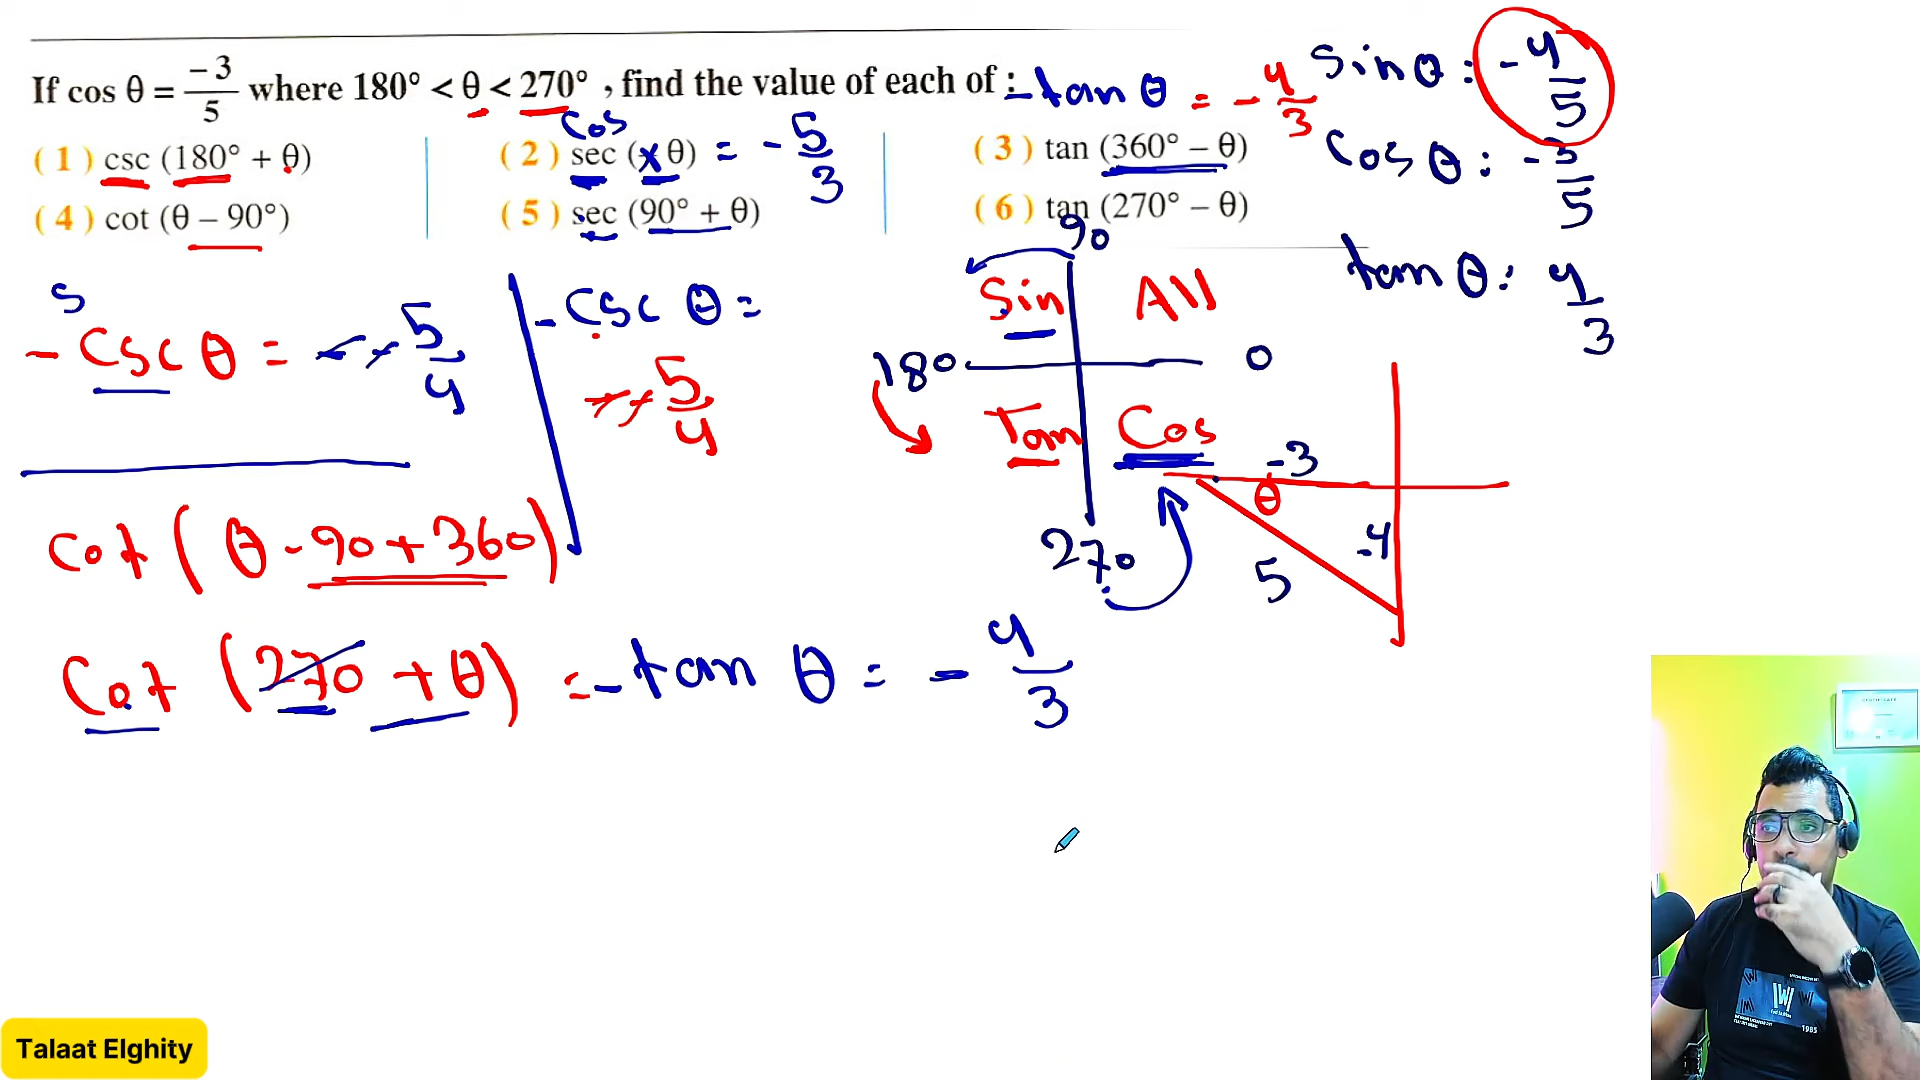 If cos θ = -3/5 where 180° < θ < 270° , find the value of each of :
- tan θ = - 4/3
sin θ : - 4/5
cos
( 1 ) csc (180° + θ)
( 2 ) sec (x θ) = - 5/3
( 3 ) tan (360° – θ)
cos θ : - 3/5
( 4 ) cot (θ – 90°)
( 5 ) sec (90° + θ)
( 6 ) tan (270° – θ)
90
tan θ : 4/3
s
- csc θ = - - 5/4
- csc θ =
- - 5/4
Sin
All
180
0
Tan
Cos
270
-3
θ
-4
5
cot ( θ - 90 + 360 )
cot ( 270 + θ ) = - tan θ = - 4/3
Talaat Elghity
1985